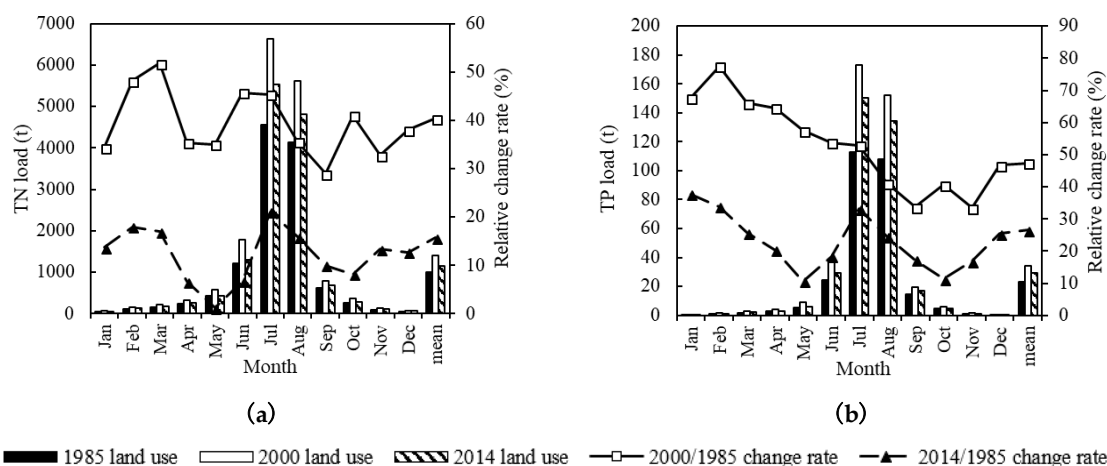 7000
6000
5000
4000
3000
2000
1000
0
TN load (t)
60
50
40
30
20
10
0
Relative change rate (%)
Jan
Feb
Mar
Apr
May
Jun
Jul
Aug
Sep
Oct
Nov
Dec
mean
Month
(a)
200
180
160
140
120
100
80
60
40
20
0
TP load (t)
90
80
70
60
50
40
30
20
10
0
Relative change rate (%)
Jan
Feb
Mar
Apr
May
Jun
Jul
Aug
Sep
Oct
Nov
Dec
mean
Month
(b)
1985 land use 2000 land use 2014 land use 2000/1985 change rate 2014/1985 change rate